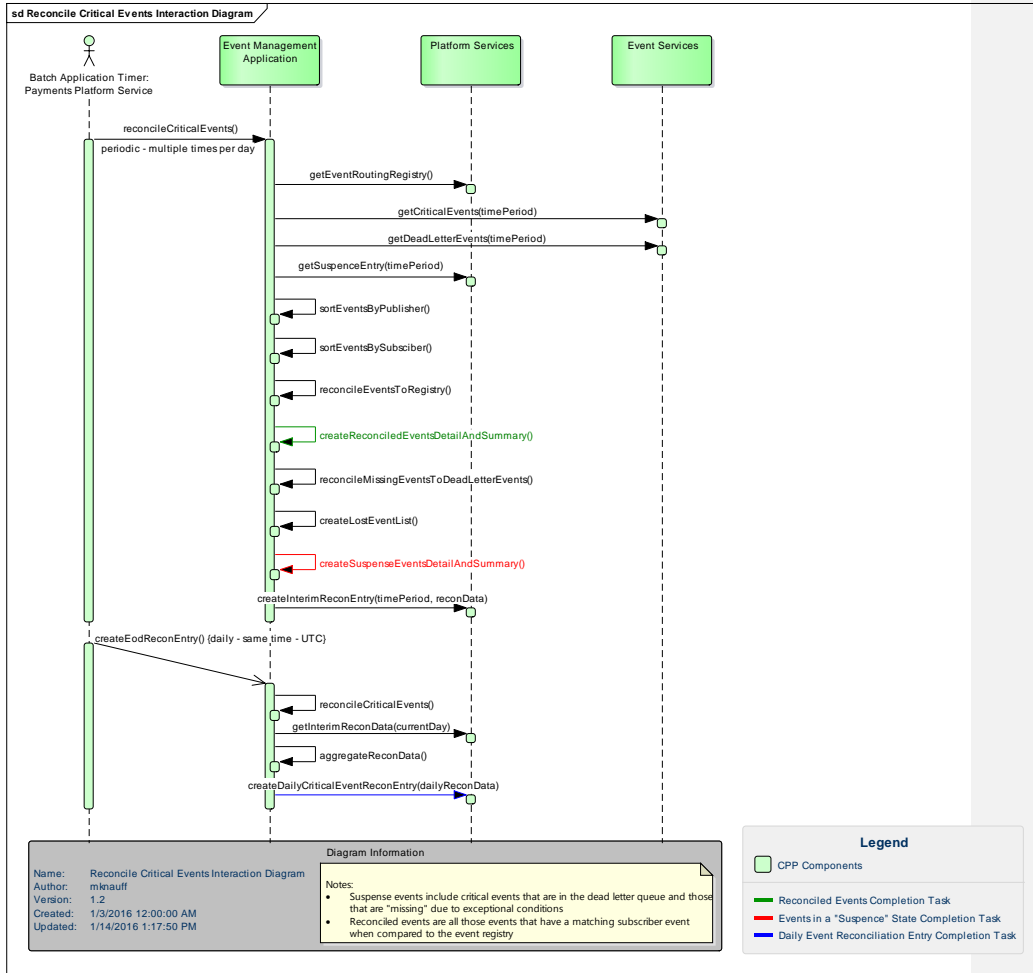 sd Reconcile Critical Events Interaction Diagram
Batch Application Timer:
Payments Platform Service
Event Management
Application
Platform Services
Event Services
reconcileCriticalEvents()
periodic - multiple times per day
getEventRoutingRegistry()
getCriticalEvents(timePeriod)
getDeadLetterEvents(timePeriod)
getSuspenceEntry(timePeriod)
sortEventsByPublisher()
sortEventsBySubsciber()
reconcileEventsToRegistry()
createReconciledEventsDetailAndSummary()
reconcileMissingEventsToDeadLetterEvents()
createLostEventList()
createSuspenseEventsDetailAndSummary()
createInterimReconEntry(timePeriod, reconData)
createEodReconEntry() {daily - same time - UTC}
reconcileCriticalEvents()
getInterimReconData(currentDay)
aggregateReconData()
createDailyCriticalEventReconEntry(dailyReconData)
Diagram Information
Name: Reconcile Critical Events Interaction Diagram
Author: mknauff
Version: 1.2
Created: 1/3/2016 12:00:00 AM
Updated: 1/14/2016 1:17:50 PM
Notes:
• Suspense events include critical events that are in the dead letter queue and those
that are "missing" due to exceptional conditions
• Reconciled events are all those events that have a matching subscriber event
when compared to the event registry
Legend
CPP Components
Reconciled Events Completion Task
Events in a "Suspence" State Completion Task
Daily Event Reconciliation Entry Completion Task